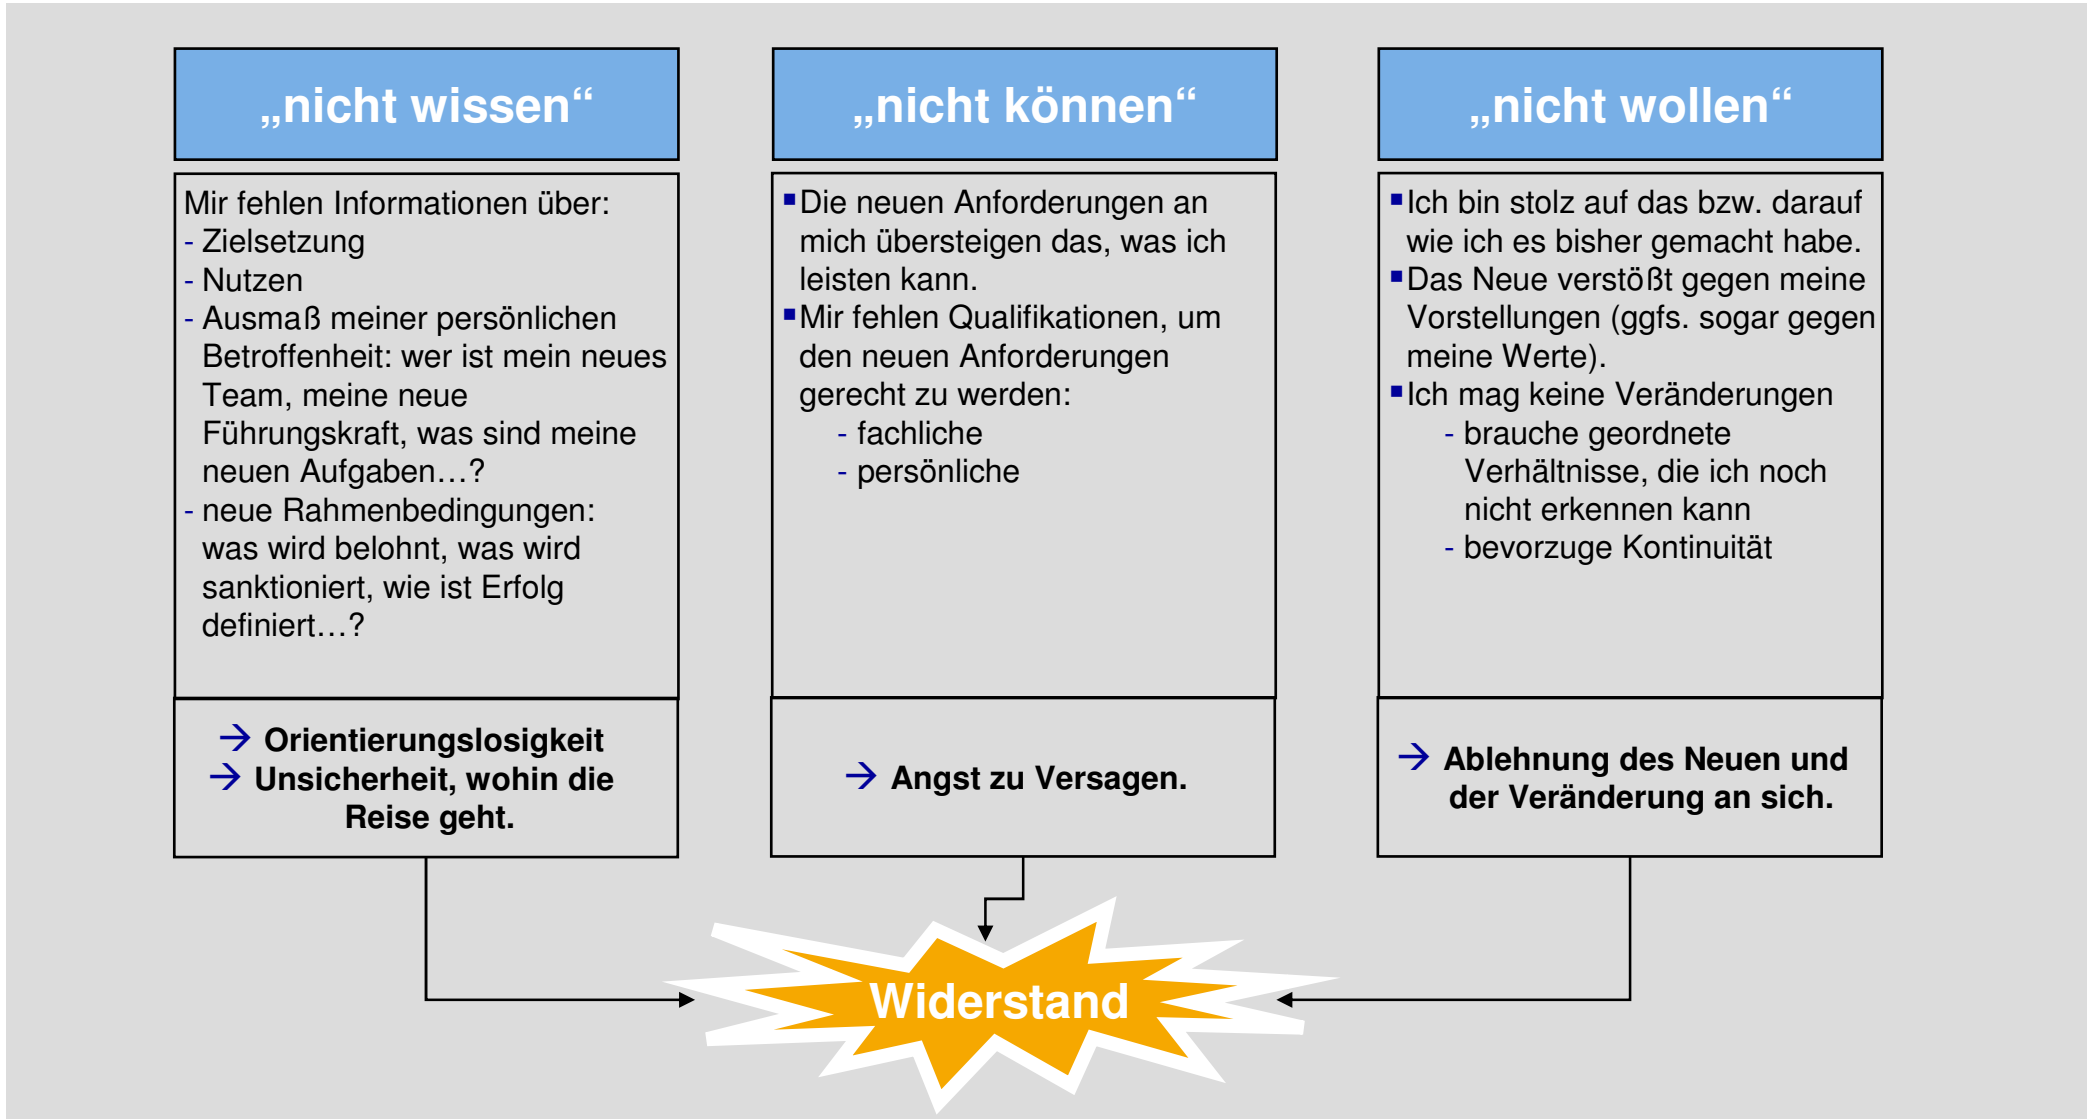 „nicht wissen“
Mir fehlen Informationen über:
- Zielsetzung
- Nutzen
- Ausmaß meiner persönlichen
Betroffenheit: wer ist mein neues
Team, meine neue
Führungskraft, was sind meine
neuen Aufgaben…?
- neue Rahmenbedingungen:
was wird belohnt, was wird
sanktioniert, wie ist Erfolg
definiert…?
→ Orientierungslosigkeit
→ Unsicherheit, wohin die
Reise geht.
„nicht können“
▪Die neuen Anforderungen an
mich übersteigen das, was ich
leisten kann.
▪Mir fehlen Qualifikationen, um
den neuen Anforderungen
gerecht zu werden:
- fachliche
- persönliche
→ Angst zu Versagen.
„nicht wollen“
▪Ich bin stolz auf das bzw. darauf
wie ich es bisher gemacht habe.
▪Das Neue verstößt gegen meine
Vorstellungen (ggfs. sogar gegen
meine Werte).
▪Ich mag keine Veränderungen
- brauche geordnete
Verhältnisse, die ich noch
nicht erkennen kann
- bevorzuge Kontinuität
→ Ablehnung des Neuen und
der Veränderung an sich.
Widerstand